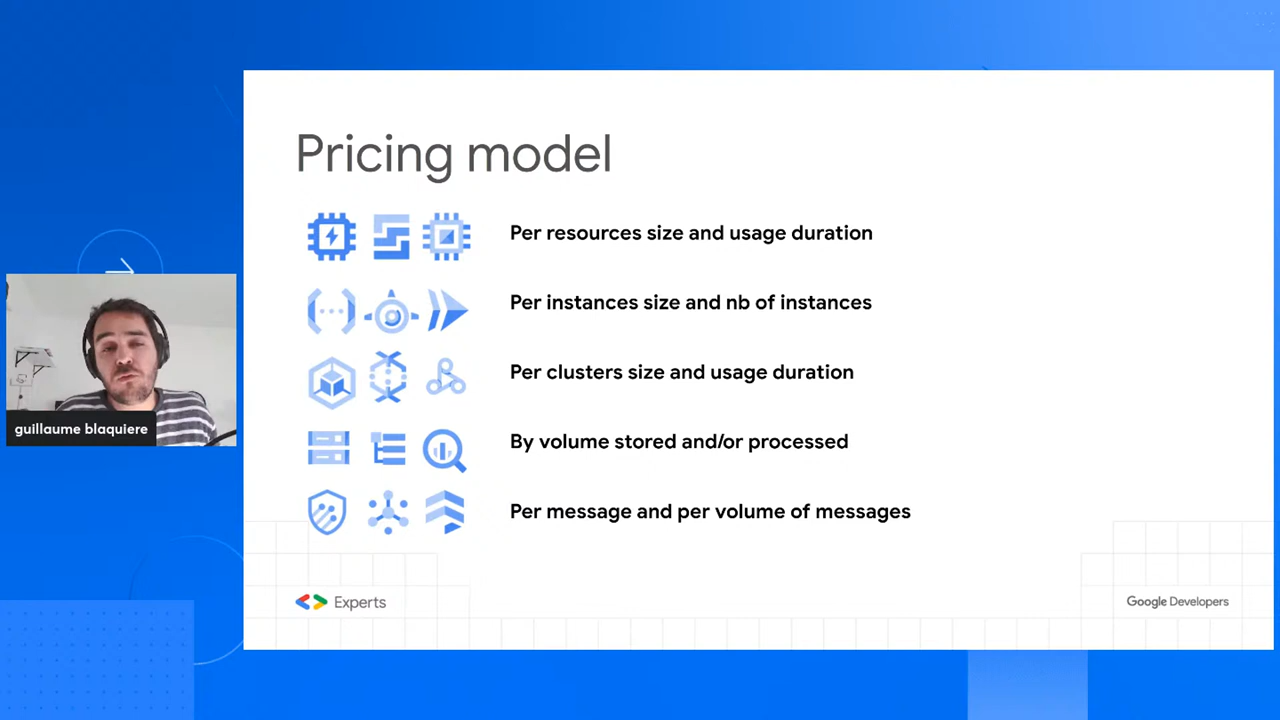 Pricing model
Per resources size and usage duration
Per instances size and nb of instances
Per clusters size and usage duration
By volume stored and/or processed
Per message and per volume of messages
guillaume blaquiere
Experts
Google Developers